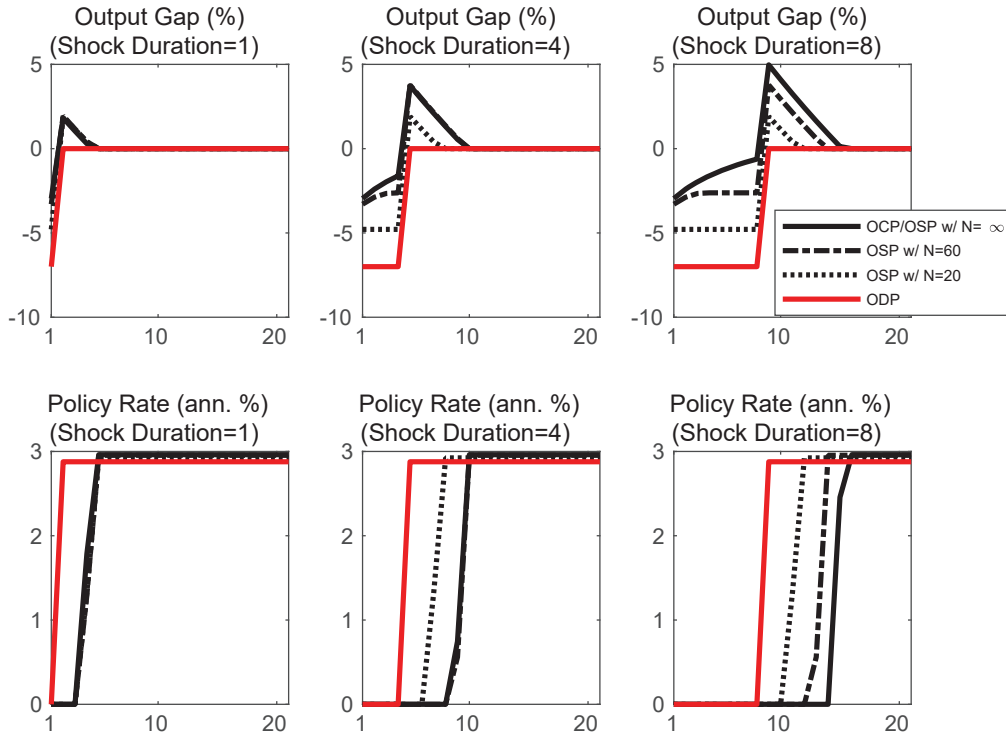 Output Gap (%)
(Shock Duration=1)
Output Gap (%)
(Shock Duration=4)
Output Gap (%)
(Shock Duration=8)
5
0
-5
-10
1
10
20
5
0
-5
-10
1
10
20
5
0
-5
-10
1
10
20
OCP/OSP w/ N= ∞
OSP w/ N=60
OSP w/ N=20
ODP
Policy Rate (ann. %)
(Shock Duration=1)
Policy Rate (ann. %)
(Shock Duration=4)
Policy Rate (ann. %)
(Shock Duration=8)
3
2
1
0
1
10
20
3
2
1
0
1
10
20
3
2
1
0
1
10
20